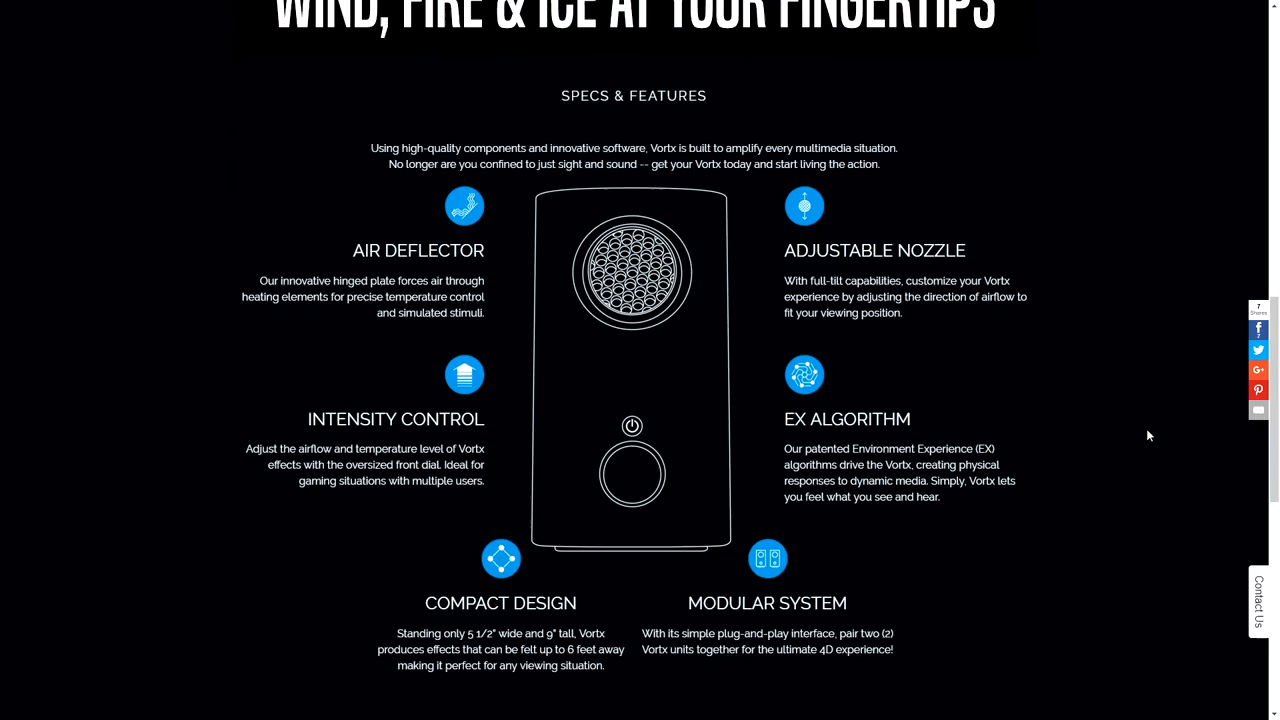 WIND, FIRE & ICE AT YOUR FINGERTIPS
SPECS & FEATURES
Using high-quality components and innovative software, Vortx is built to amplify every multimedia situation.
No longer are you confined to just sight and sound -- get your Vortx today and start living the action.
AIR DEFLECTOR
Our innovative hinged plate forces air through
heating elements for precise temperature control
and simulated stimuli.
ADJUSTABLE NOZZLE
With full-tilt capabilities, customize your Vortx
experience by adjusting the direction of airflow to
fit your viewing position.
INTENSITY CONTROL
Adjust the airflow and temperature level of Vortx
effects with the oversized front dial. Ideal for
gaming situations with multiple users.
EX ALGORITHM
Our patented Environment Experience (EX)
algorithms drive the Vortx, creating physical
responses to dynamic media. Simply, Vortx lets
you feel what you see and hear.
COMPACT DESIGN
Standing only 5 1/2" wide and 9" tall, Vortx
produces effects that can be felt up to 6 feet away
making it perfect for any viewing situation.
MODULAR SYSTEM
With its simple plug-and-play interface, pair two (2)
Vortx units together for the ultimate 4D experience!
7
Shares
f
7
G+
Contact Us